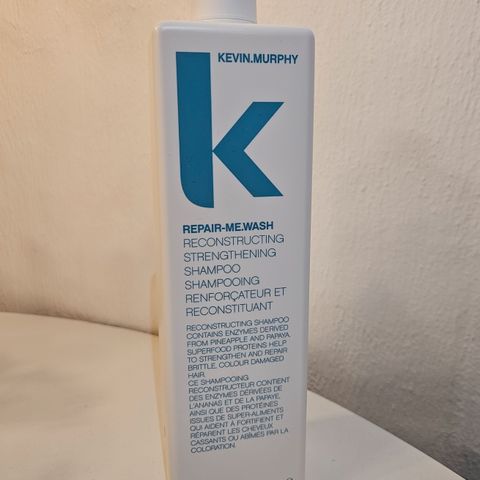 KEVIN.MURPHY
k
REPAIR-ME.WASH
RECONSTRUCTING
STRENGTHENING
SHAMPOO
SHAMPOOING
RENFORÇATEUR ET
RECONSTITUANT
RECONSTRUCTING SHAMPOO
CONTAINS ENZYMES DERIVED
FROM PINEAPPLE AND PAPAYA.
SUPERFOOD PROTEINS HELP
TO STRENGTHEN AND REPAIR
BRITTLE, COLOUR DAMAGED
HAIR.
CE SHAMPOOING
RECONSTRUCTEUR CONTIENT
DES ENZYMES DÉRIVÉES DE
L'ANANAS ET DE LA PAPAYE,
AINSI QUE DES PROTÉINES
ISSUES DE SUPER-ALIMENTS
QUI AIDENT À FORTIFIER ET
RÉPARENT LES CHEVEUX
CASSANTS OU ABÎMÉS PAR LA
COLORATION.